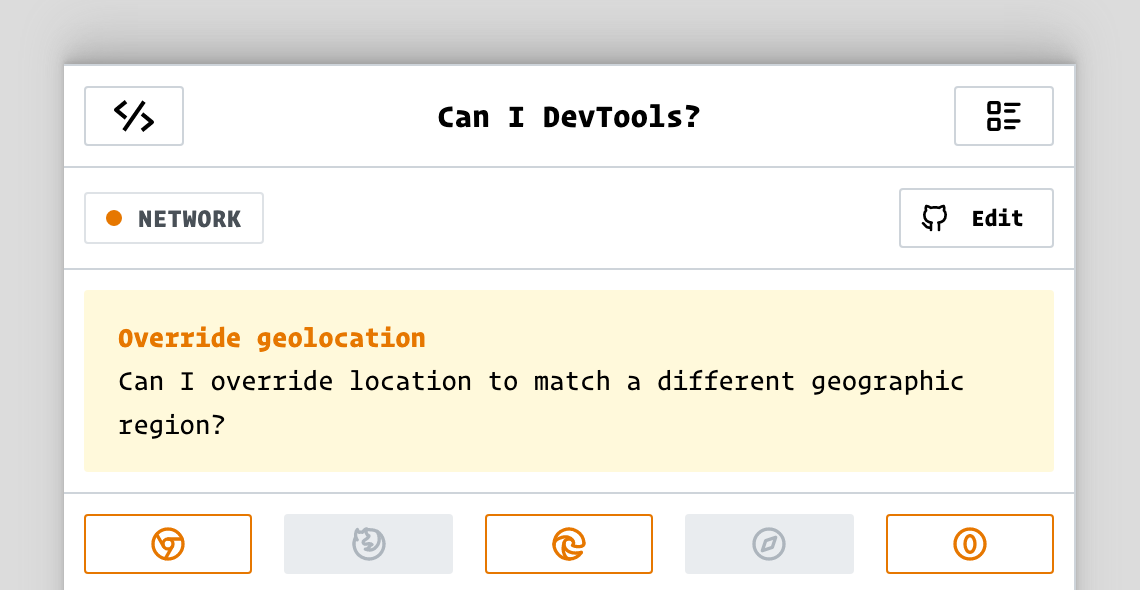 Can I DevTools?
NETWORK
Edit
Override geolocation
Can I override location to match a different geographic
region?